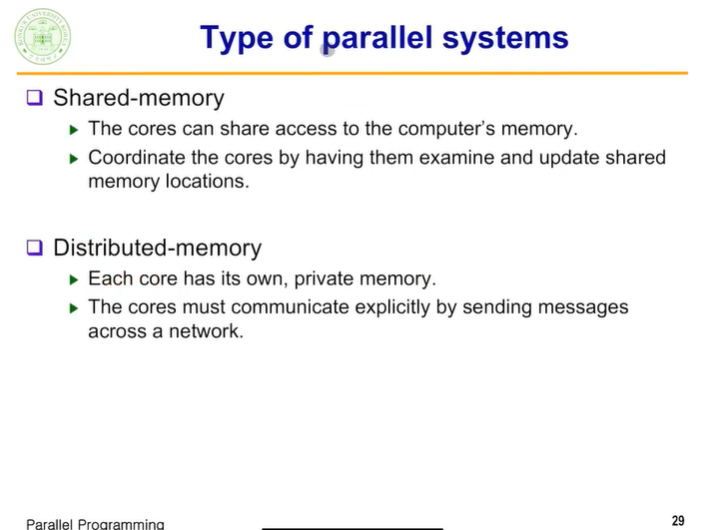 Type of parallel systems
Shared-memory
The cores can share access to the computer's memory.
Coordinate the cores by having them examine and update shared
memory locations.
Distributed-memory
Each core has its own, private memory.
The cores must communicate explicitly by sending messages
across a network.
Parallel Programming
29